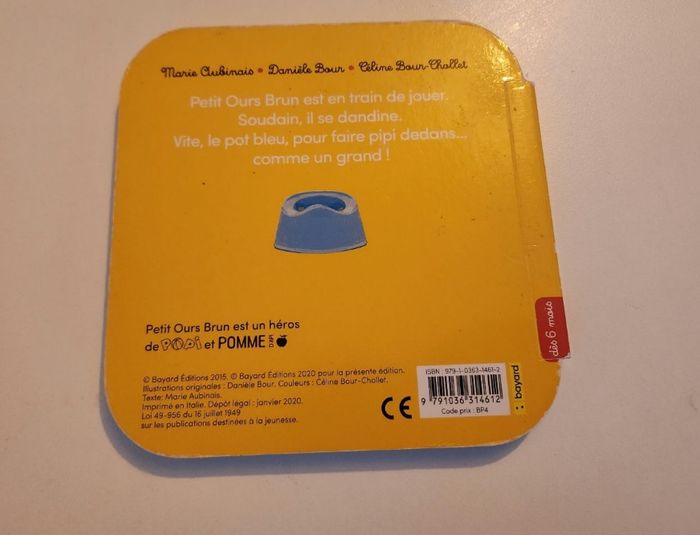 Marie Aubinais • Danièle Bour • Céline Bour-Chollet
Petit Ours Brun est en train de jouer.
Soudain, il se dandine.
Vite, le pot bleu, pour faire pipi dedans...
comme un grand !
Petit Ours Brun est un héros
de POPI et POMME D'API
© Bayard Éditions 2015. © Bayard Éditions 2020 pour la présente édition.
Illustrations originales : Danièle Bour. Couleurs : Céline Bour-Chollet.
Texte: Marie Aubinais.
Imprimé en Italie. Dépôt légal : janvier 2020.
Loi 49-956 du 16 juillet 1949
sur les publications destinées à la jeunesse.
CE
ISBN : 979-1-0363-1461-2
9 791036 314612
Code prix : BP4
bayard
dès 6 mois